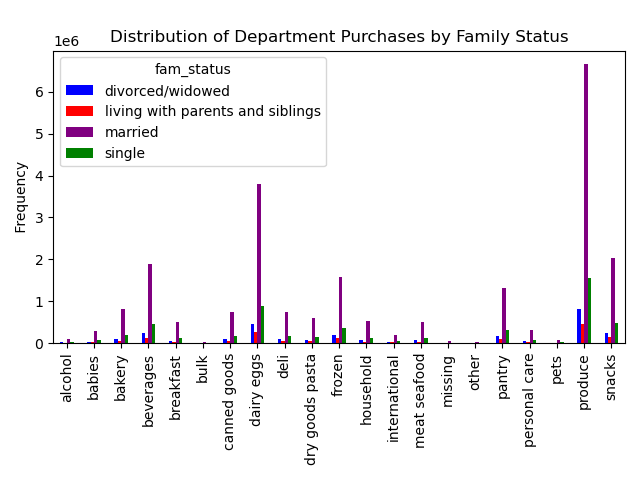 Distribution of Department Purchases by Family Status
1e6
fam_status
divorced/widowed
living with parents and siblings
married
single
Frequency
6
5
4
3
2
1
0
alcohol
babies
bakery
beverages
breakfast
bulk
canned goods
dairy eggs
deli
dry goods pasta
frozen
household
international
meat seafood
missing
other
pantry
personal care
pets
produce
snacks